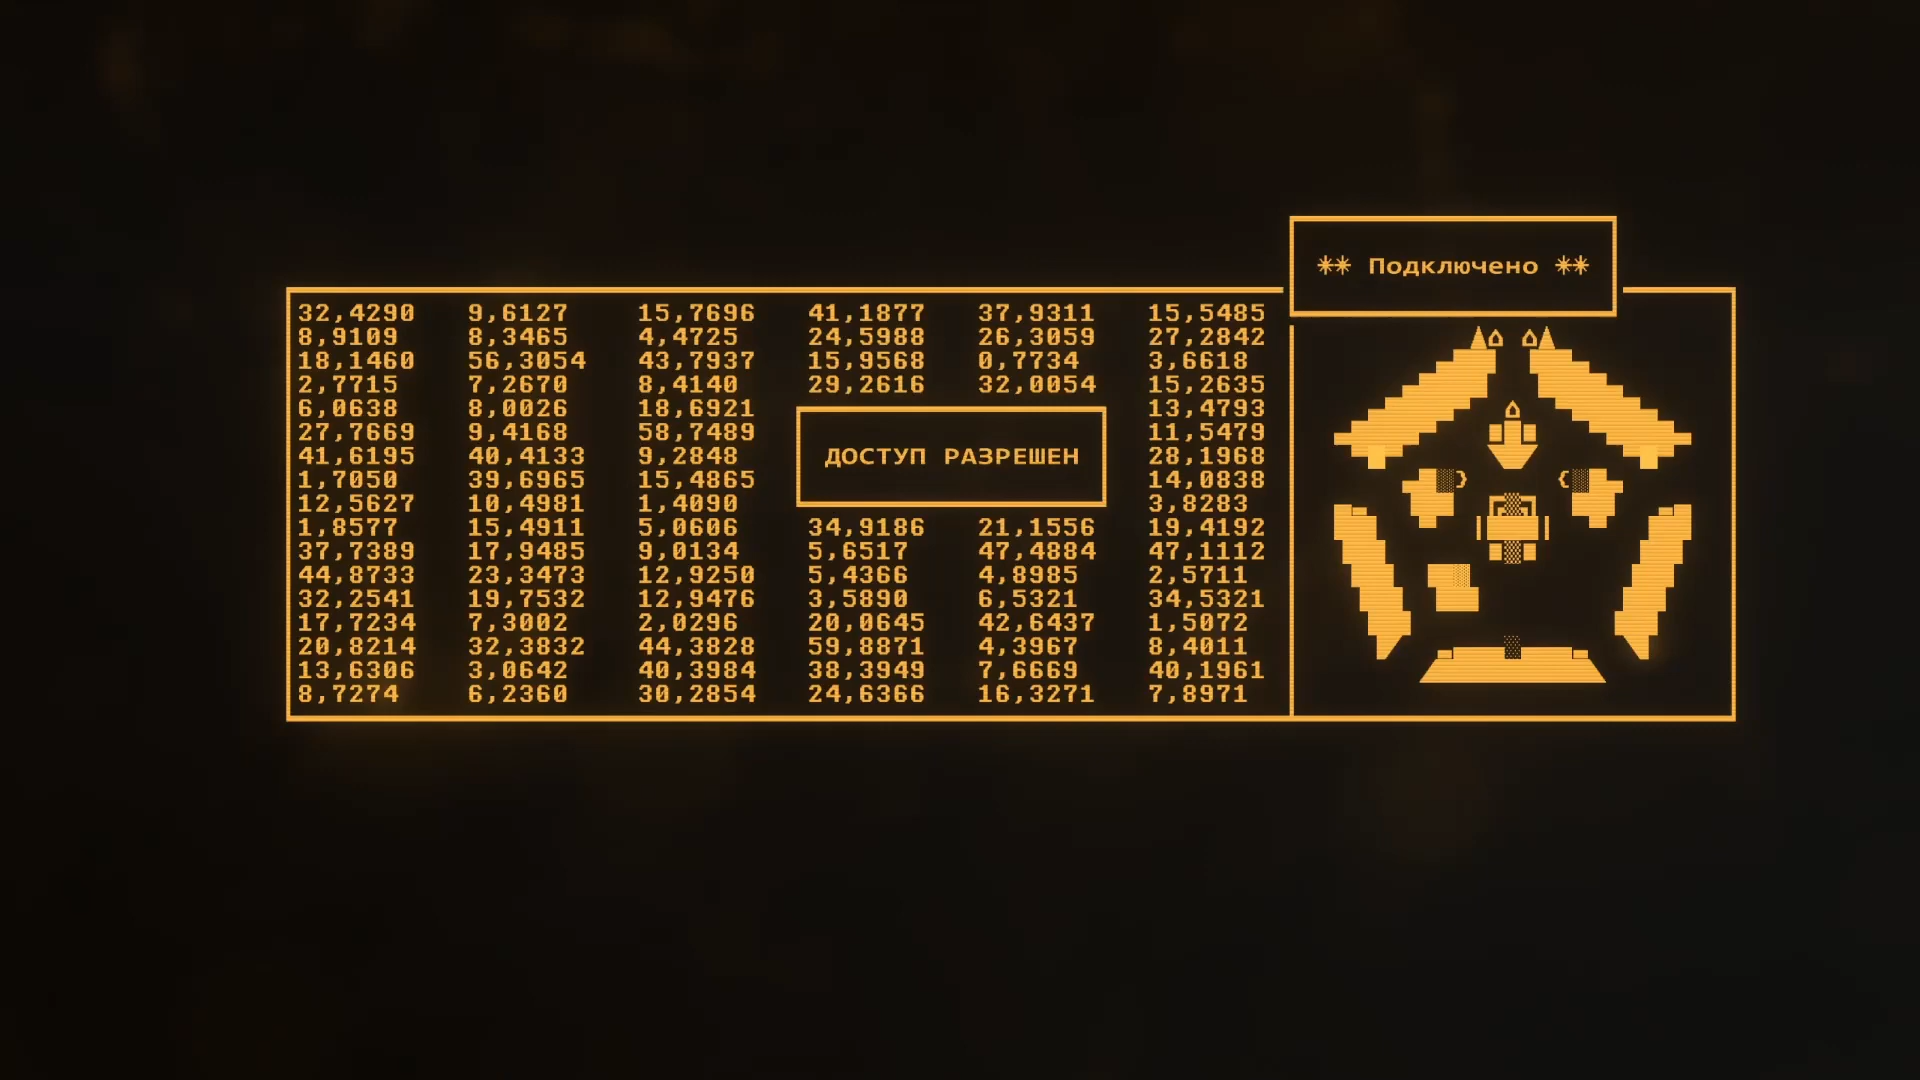 ✳✳ Подключено ✳✳
32,4290 9,6127 15,7696 41,1877 37,9311 15,5485
8,9109 8,3465 4,4725 24,5988 26,3059 27,2842
18,1460 56,3054 43,7937 15,9568 0,7734 3,6618
2,7715 7,2670 8,4140 29,2616 32,0054 15,2635
6,0638 8,0026 18,6921 13,4793
27,7669 9,4168 58,7489 11,5479
41,6195 40,4133 9,2848 ДОСТУП РАЗРЕШЕН 28,1968
1,7050 39,6965 15,4865 14,0838
12,5627 10,4981 1,4090 3,8283
1,8577 15,4911 5,0606 34,9186 21,1556 19,4192
37,7389 17,9485 9,0134 5,6517 47,4884 47,1112
44,8733 23,3473 12,9250 5,4366 4,8985 2,5711
32,2541 19,7532 12,9476 3,5890 6,5321 34,5321
17,7234 7,3002 2,0296 20,0645 42,6437 1,5072
20,8214 32,3832 44,3828 59,8871 4,3967 8,4011
13,6306 3,0642 40,3984 38,3949 7,6669 40,1961
8,7274 6,2360 30,2854 24,6366 16,3271 7,8971